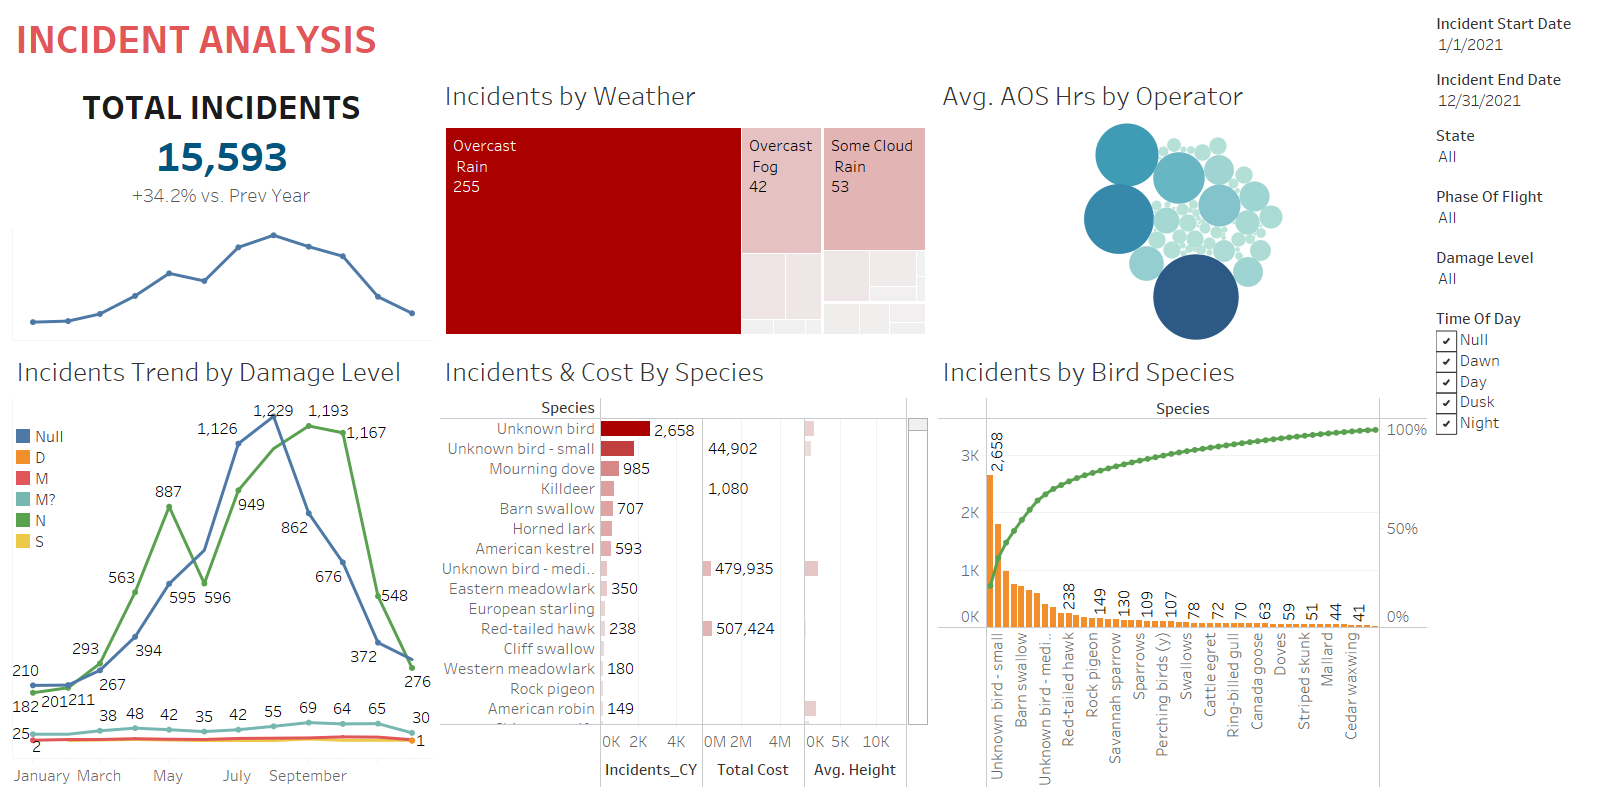 INCIDENT ANALYSIS
TOTAL INCIDENTS
15,593
+34.2% vs. Prev Year
Incidents by Weather
Overcast
Rain
255
Overcast
Fog
42
Some Cloud
Rain
53
Avg. AOS Hrs by Operator
Incident Start Date
1/1/2021
Incident End Date
12/31/2021
State
All
Phase Of Flight
All
Damage Level
All
Time Of Day
Null
Dawn
Day
Dusk
Night
Incidents Trend by Damage Level
Null
D
M
M?
N
S
1,229
1,193
1,126
1,167
887
949
862
563
595
596
676
548
293
394
372
210
267
276
182
201
211
38
48
42
35
42
55
69
64
65
30
25
2
1
January
March
May
July
September
Incidents & Cost By Species
Species
Unknown bird 2,658
Unknown bird - small 44,902
Mourning dove 985
Killdeer 1,080
Barn swallow 707
Horned lark
American kestrel 593
Unknown bird - medi.. 479,935
Eastern meadowlark 350
European starling
Red-tailed hawk 238 507,424
Cliff swallow
Western meadowlark 180
Rock pigeon
American robin 149
0K 2K 4K 0M 2M 4M 0K 5K 10K
Incidents_CY Total Cost Avg. Height
Incidents by Bird Species
Species
3K
2K
1K
0K
100%
50%
0%
2,658
238
149
130
109
107
78
72
70
63
59
51
44
41
Unknown bird - small
Barn swallow
Unknown bird - medi..
Red-tailed hawk
Rock pigeon
Savannah sparrow
Sparrows
Perching birds (y)
Swallows
Cattle egret
Ring-billed gull
Canada goose
Doves
Striped skunk
Mallard
Cedar waxwing